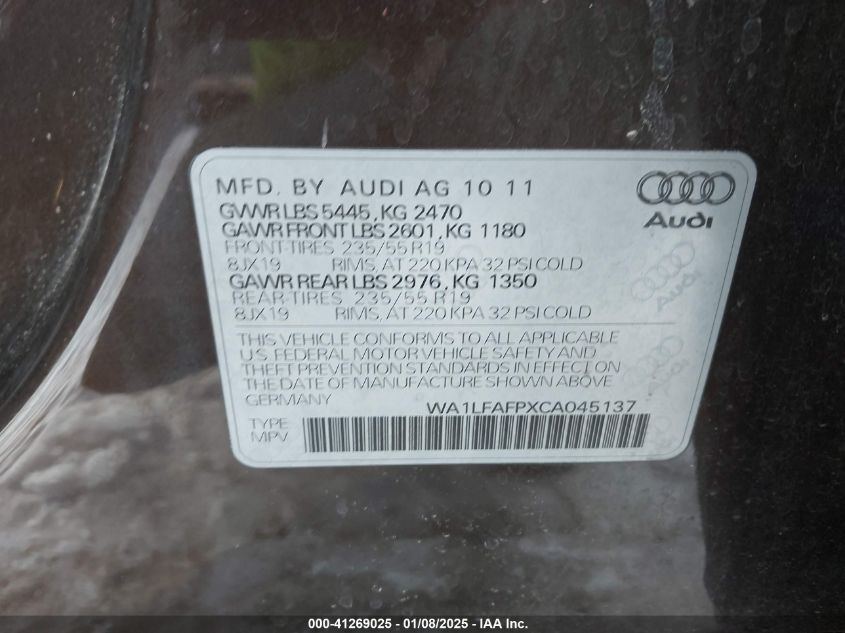 MFD. BY AUDI AG 10 11
GVWR LBS 5445, KG 2470
GAWR FRONT LBS 2601, KG 1180
FRONT-TIRES 235/55 R19
8JX19 RIMS, AT 220 KPA 32 PSI COLD
GAWR REAR LBS 2976, KG 1350
REAR-TIRES 235/55 R19
8JX19 RIMS, AT 220 KPA 32 PSI COLD
Audi
THIS VEHICLE CONFORMS TO ALL APPLICABLE
U.S. FEDERAL MOTOR VEHICLE SAFETY AND
THEFT PREVENTION STANDARDS IN EFFECT ON
THE DATE OF MANUFACTURE SHOWN ABOVE
GERMANY
WA1LFAFPXCA045137
TYPE
MPV
Audi
Audi
000-41269025 - 01/08/2025 - IAA Inc.